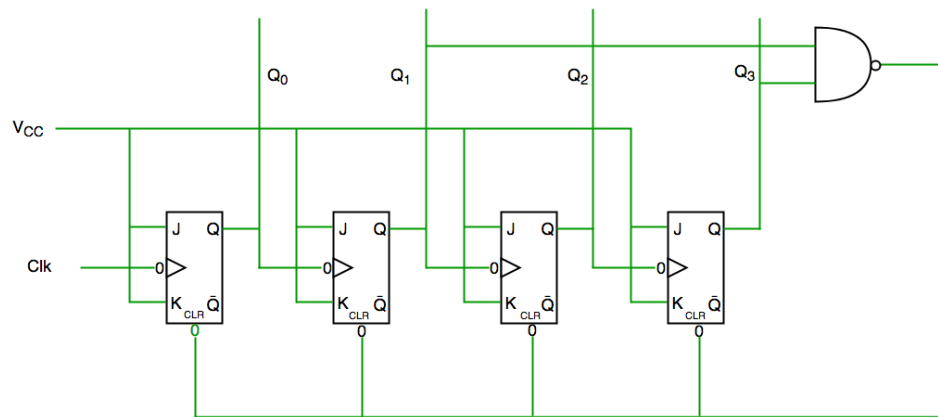 Q0 Q1 Q2 Q3
VCC
J Q J Q J Q J Q
Clk 0 0 0 0
K Q̄ K Q̄ K Q̄ K Q̄
CLR CLR CLR CLR
0 0 0 0